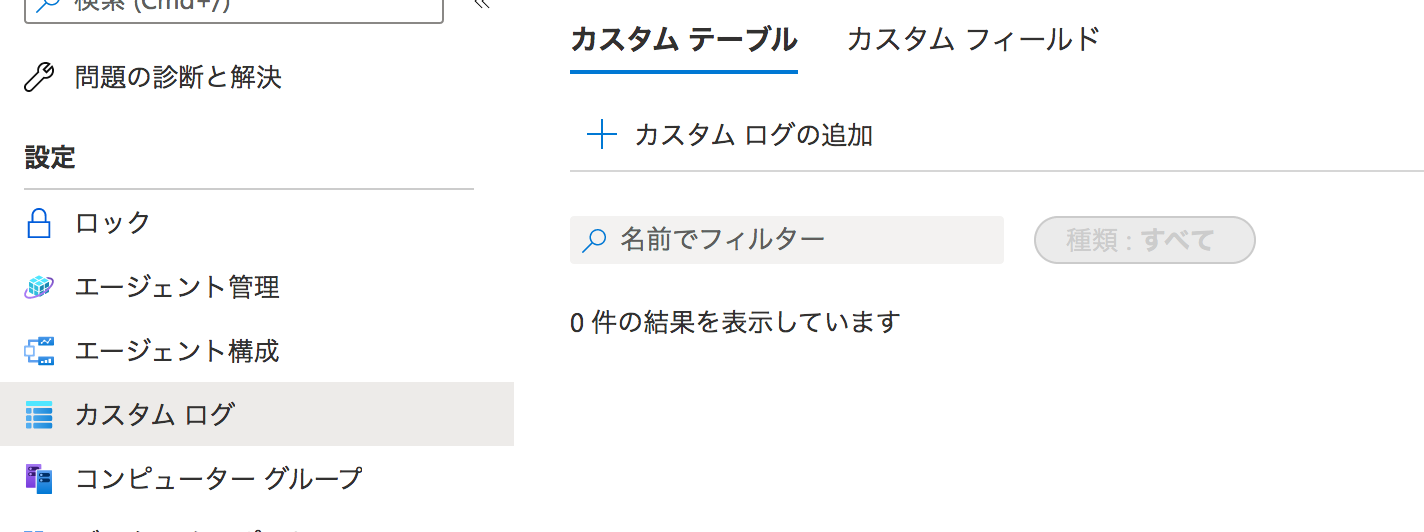 検索 (Cmd+/)
問題の診断と解決
設定
ロック
エージェント管理
エージェント構成
カスタム ログ
コンピューター グループ
カスタム テーブル カスタム フィールド
カスタム ログの追加
名前でフィルター 種類 : すべて
0 件の結果を表示しています